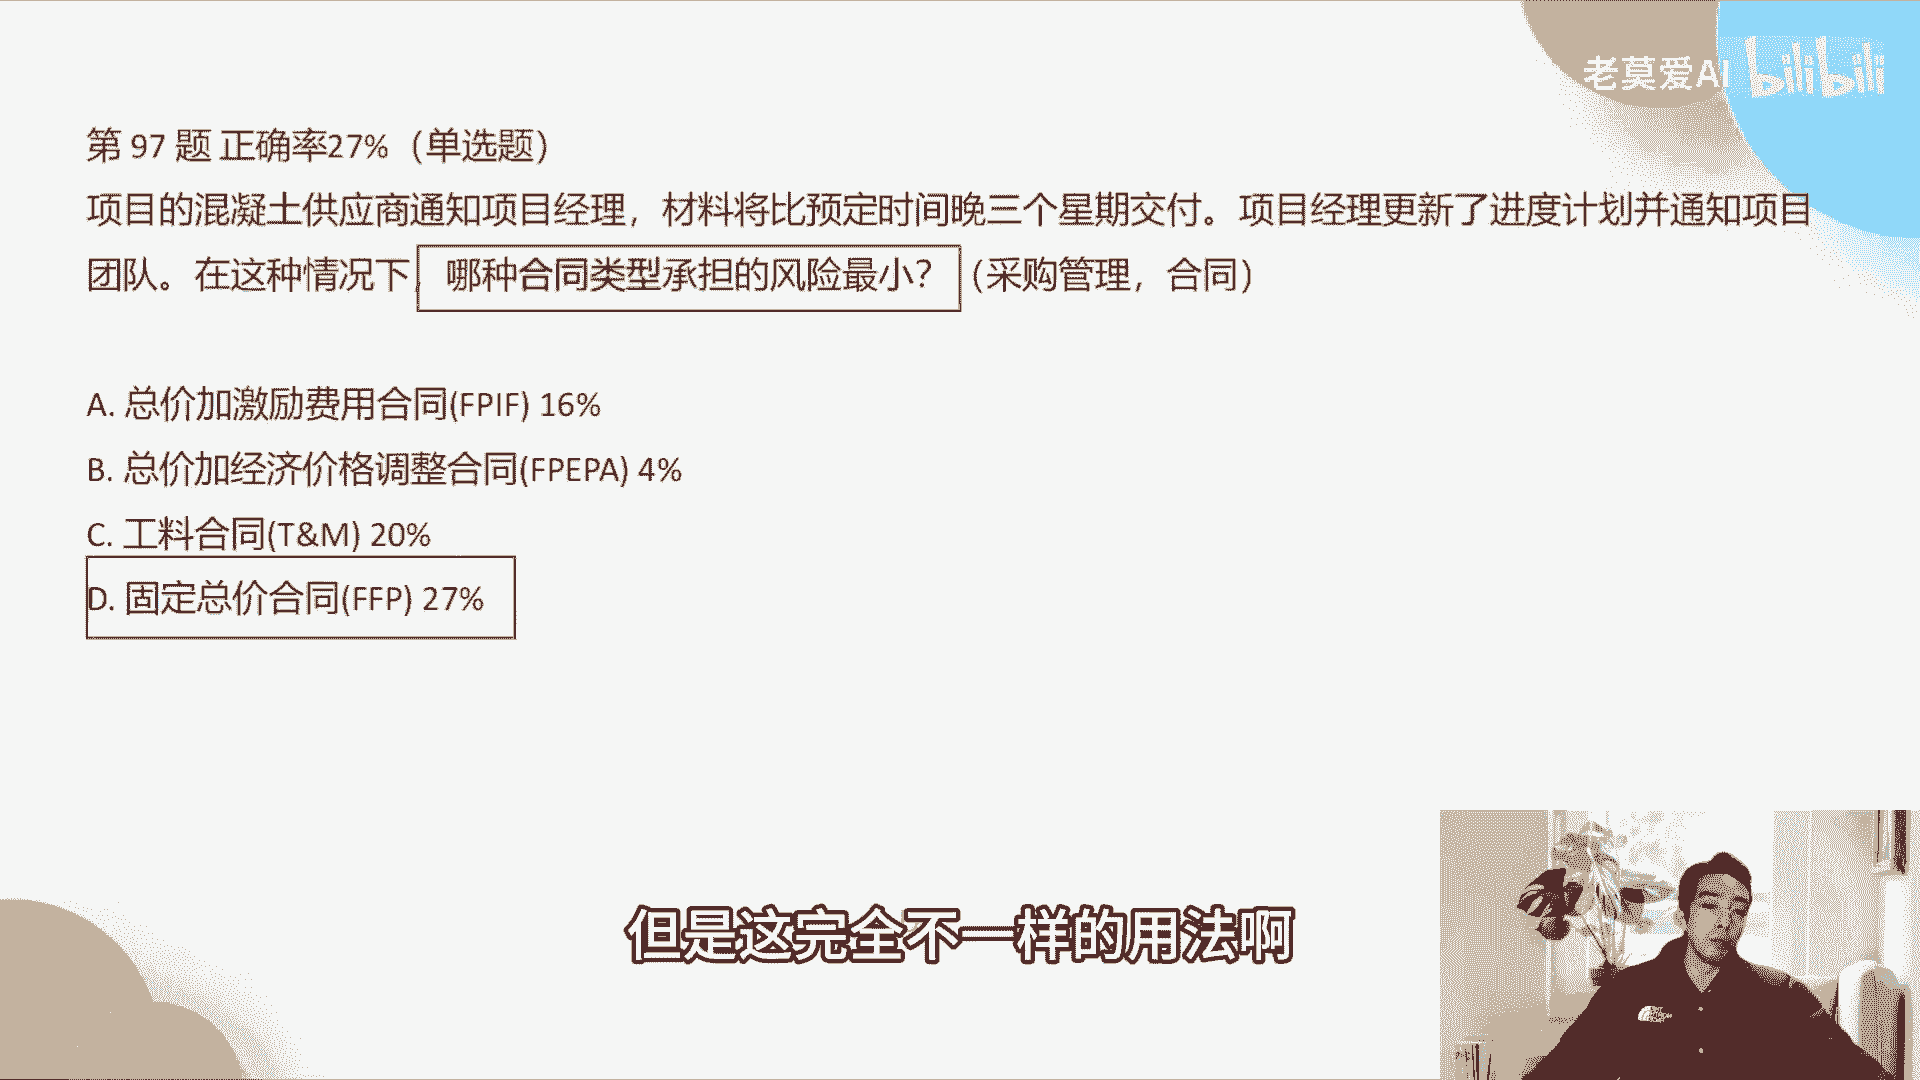 老莫爱AI bilibili
第 97 题 正确率27%（单选题）
项目的混凝土供应商通知项目经理，材料将比预定时间晚三个星期交付。项目经理更新了进度计划并通知项目
团队。在这种情况下，哪种合同类型承担的风险最小？（采购管理，合同）
A. 总价加激励费用合同(FPIF) 16%
B. 总价加经济价格调整合同(FPEPA) 4%
C. 工料合同(T&M) 20%
D. 固定总价合同(FFP) 27%
但是这完全不一样的用法啊